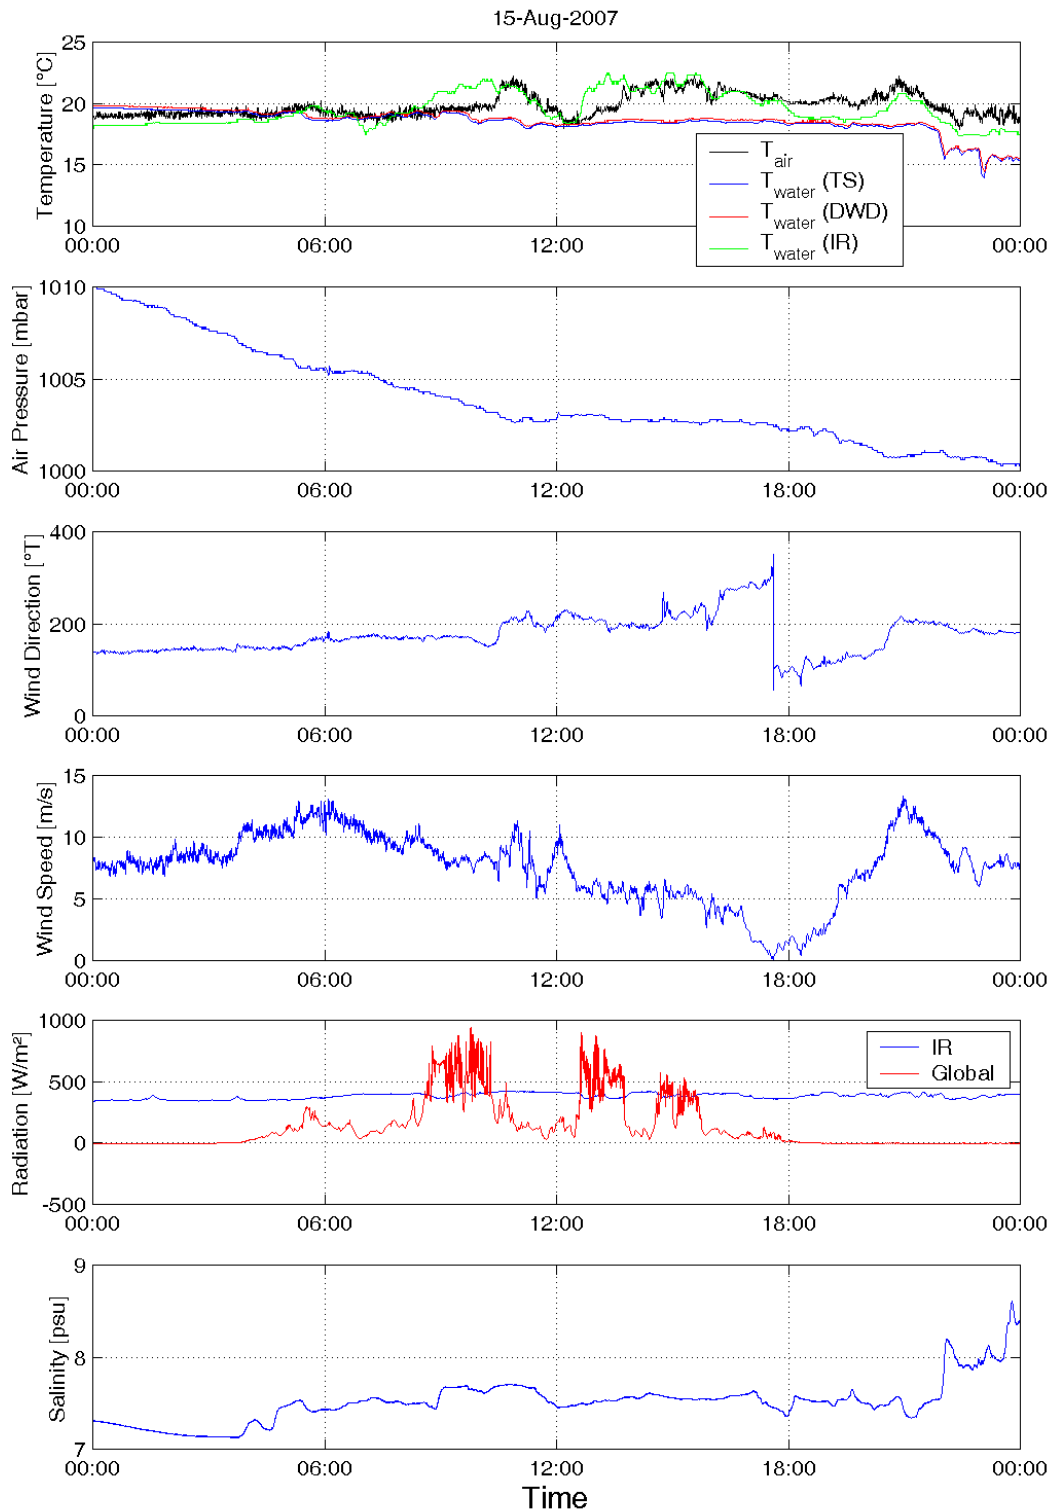 15-Aug-2007
Temperature [°C]
25
20
15
10
00:00 06:00 12:00 18:00 00:00
T air
T water (TS)
T water (DWD)
T water (IR)
Air Pressure [mbar]
1010
1005
1000
00:00 06:00 12:00 18:00 00:00
Wind Direction [°T]
400
200
0
00:00 06:00 12:00 18:00 00:00
Wind Speed [m/s]
15
10
5
0
00:00 06:00 12:00 18:00 00:00
Radiation [W/m²]
1000
500
0
-500
IR
Global
00:00 06:00 12:00 18:00 00:00
Salinity [psu]
9
8
7
00:00 06:00 12:00 18:00 00:00
Time